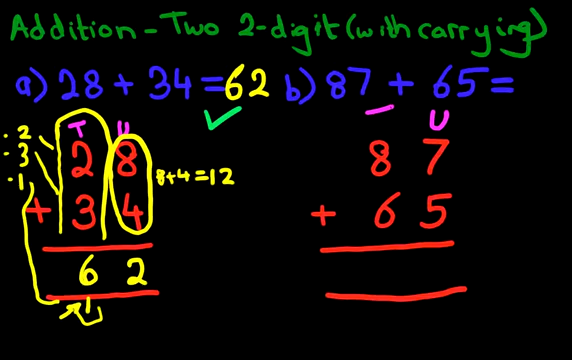 Addition - Two 2-digit (with carrying)
a) 28 + 34 = 62 b) 87 + 65 =
T U U
2 8 8 7
+ 3 4 + 6 5
6 2
1
8+4=12
· 2
· 3
· 1